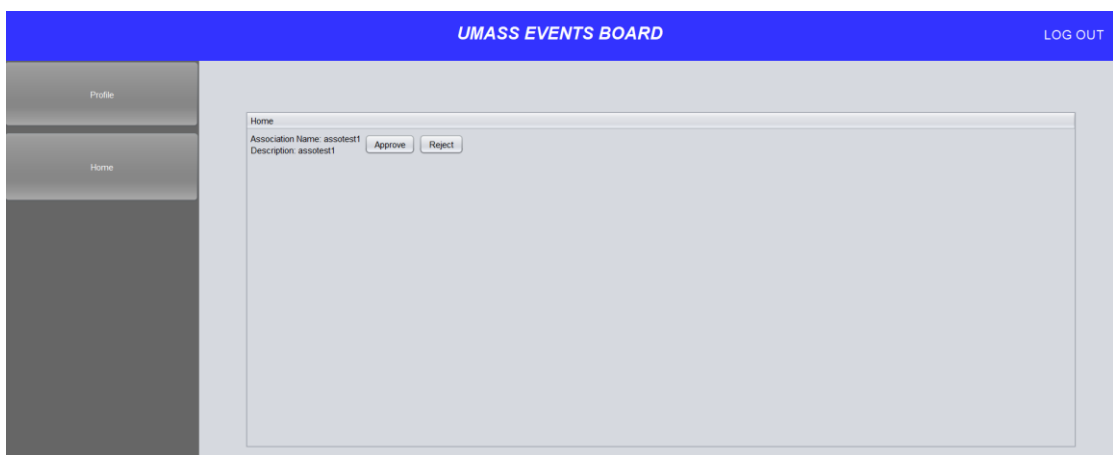 UMASS EVENTS BOARD
LOG OUT
Profile
Home
Home
Association Name: assotest1
Description: assotest1
Approve
Reject